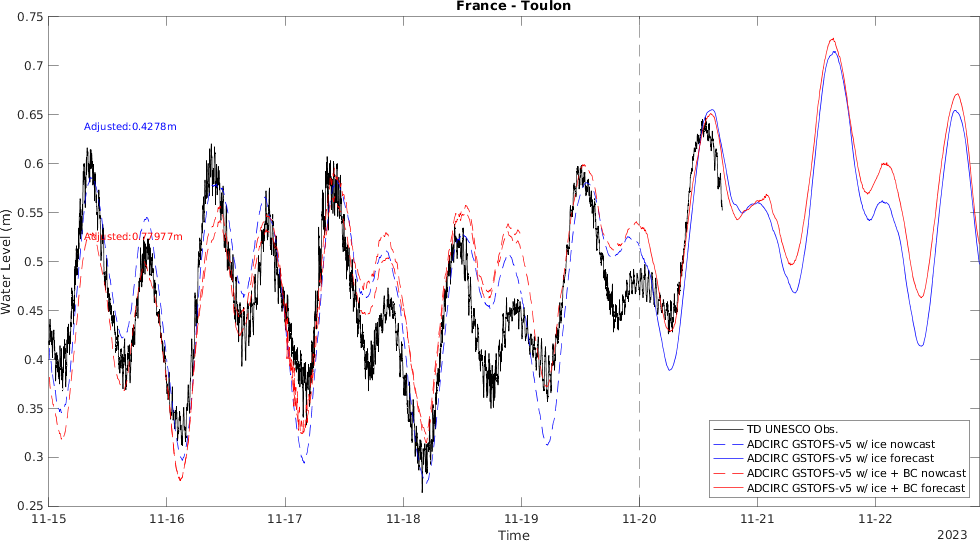 France - Toulon
0.75
0.7
0.65
0.6
0.55
0.5
0.45
0.4
0.35
0.3
0.25
Water Level (m)
Adjusted:0.4278m
Adjusted:0.77977m
TD UNESCO Obs.
ADCIRC GSTOFS-v5 w/ ice nowcast
ADCIRC GSTOFS-v5 w/ ice forecast
ADCIRC GSTOFS-v5 w/ ice + BC nowcast
ADCIRC GSTOFS-v5 w/ ice + BC forecast
11-15 11-16 11-17 11-18 11-19 11-20 11-21 11-22
Time
2023